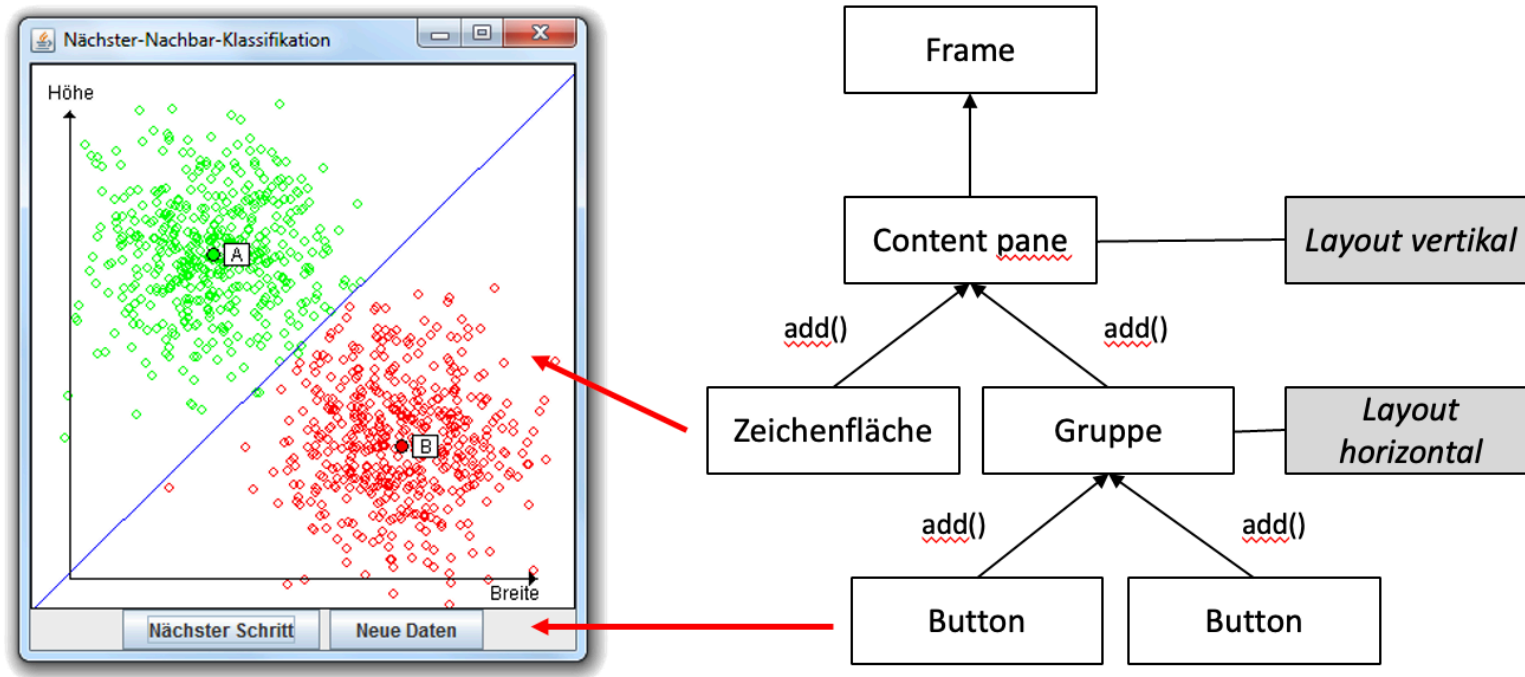 Nächster-Nachbar-Klassifikation
Höhe
A
B
Breite
Nächster Schritt
Neue Daten
Frame
Content pane
Layout vertikal
add()
add()
Zeichenfläche
Gruppe
Layout
horizontal
add()
add()
Button
Button